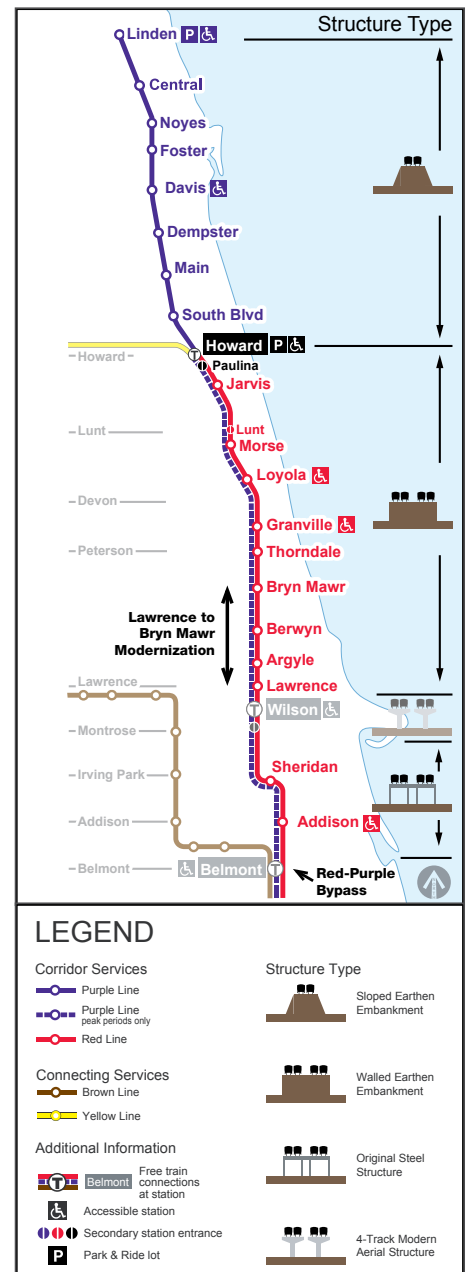 Structure Type
Linden P
Central
Noyes
Foster
Davis
Dempster
Main
South Blvd
T Howard P
Howard
Paulina
Jarvis
Lunt
Lunt
Morse
Loyola
Devon
Granville
Peterson
Thorndale
Bryn Mawr
Lawrence to
Bryn Mawr
Modernization
Berwyn
Argyle
Lawrence
Lawrence
T Wilson
Montrose
Sheridan
Irving Park
Addison
Addison
Belmont
Belmont T
Red-Purple
Bypass
LEGEND
Corridor Services
Purple Line
Purple Line
peak periods only
Red Line
Connecting Services
Brown Line
Yellow Line
Additional Information
T Belmont
Free train
connections
at station
Accessible station
Secondary station entrance
P Park & Ride lot
Structure Type
Sloped Earthen
Embankment
Walled Earthen
Embankment
Original Steel
Structure
4-Track Modern
Aerial Structure